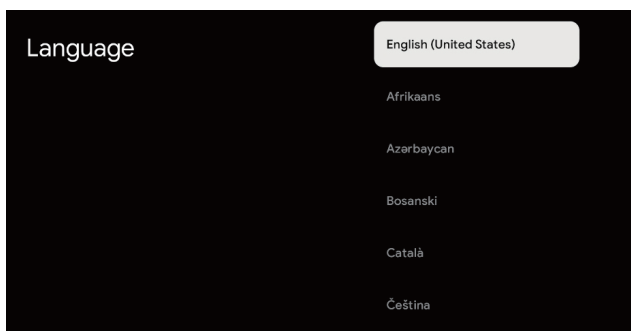 Language
English (United States)
Afrikaans
Azərbaycan
Bosanski
Català
Čeština